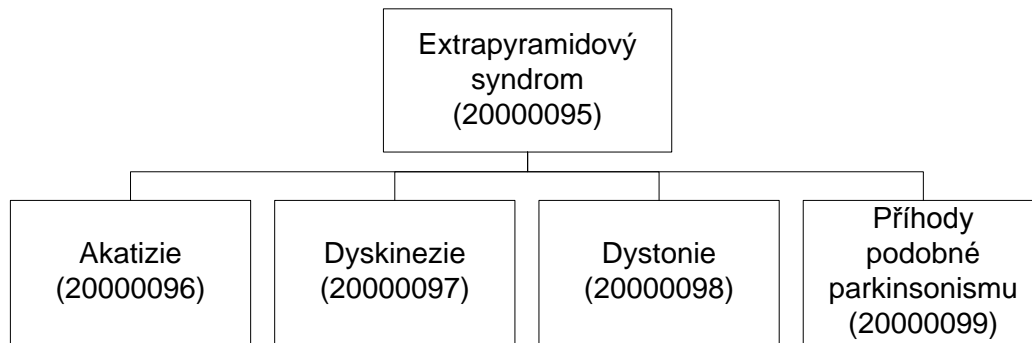 Extrapyramidový
syndrom
(20000095)
Akatizie
(20000096)
Dyskinezie
(20000097)
Dystonie
(20000098)
Příhody
podobné
parkinsonismu
(20000099)